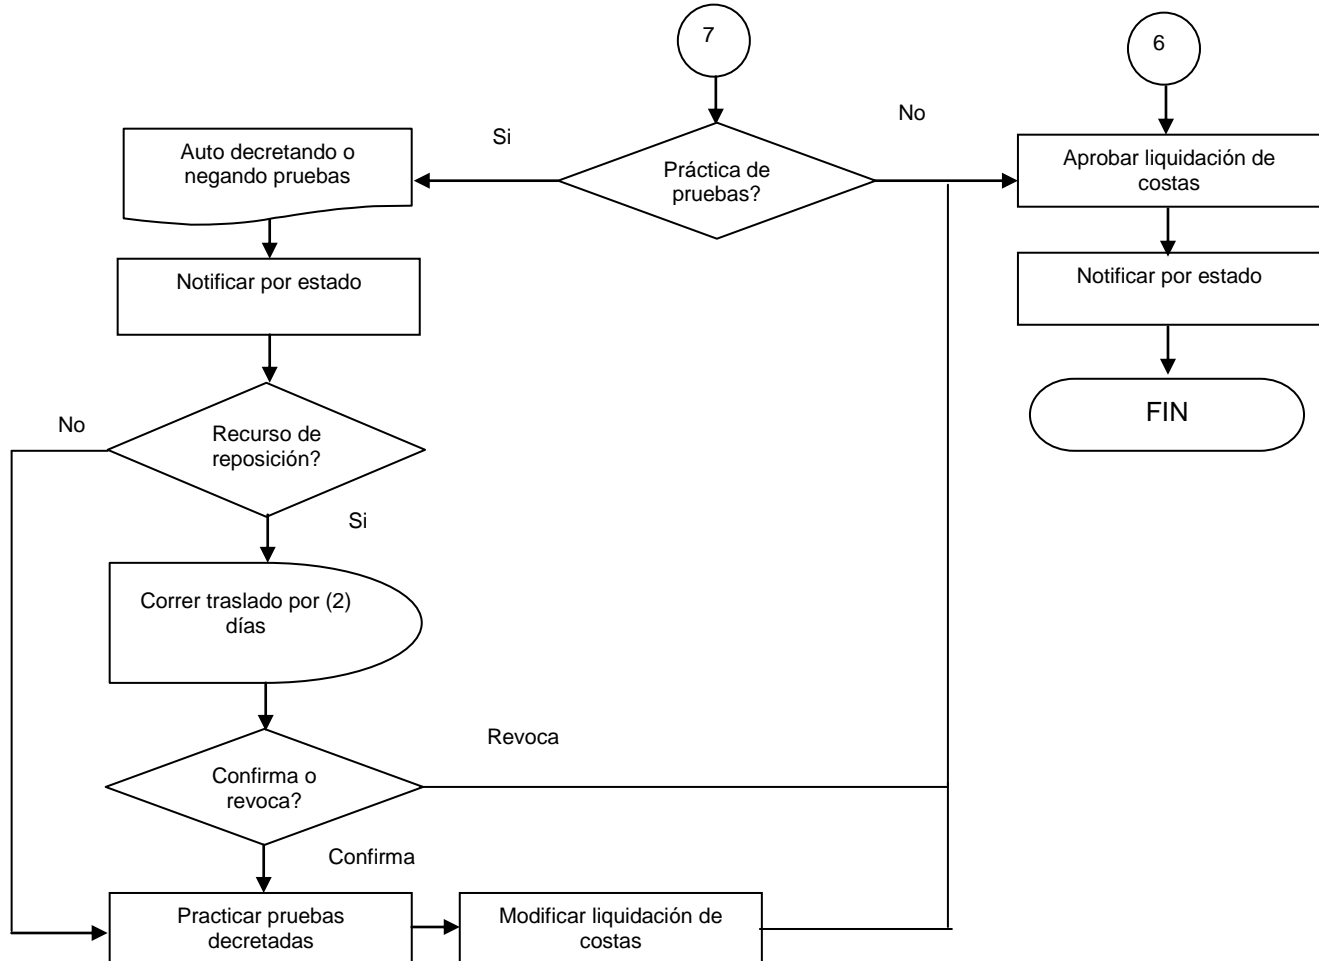 7
6
No
Si
Auto decretando o
negando pruebas
Práctica de
pruebas?
Aprobar liquidación de
costas
Notificar por estado
Notificar por estado
FIN
No
Recurso de
reposición?
Si
Correr traslado por (2)
días
Revoca
Confirma o
revoca?
Confirma
Practicar pruebas
decretadas
Modificar liquidación de
costas